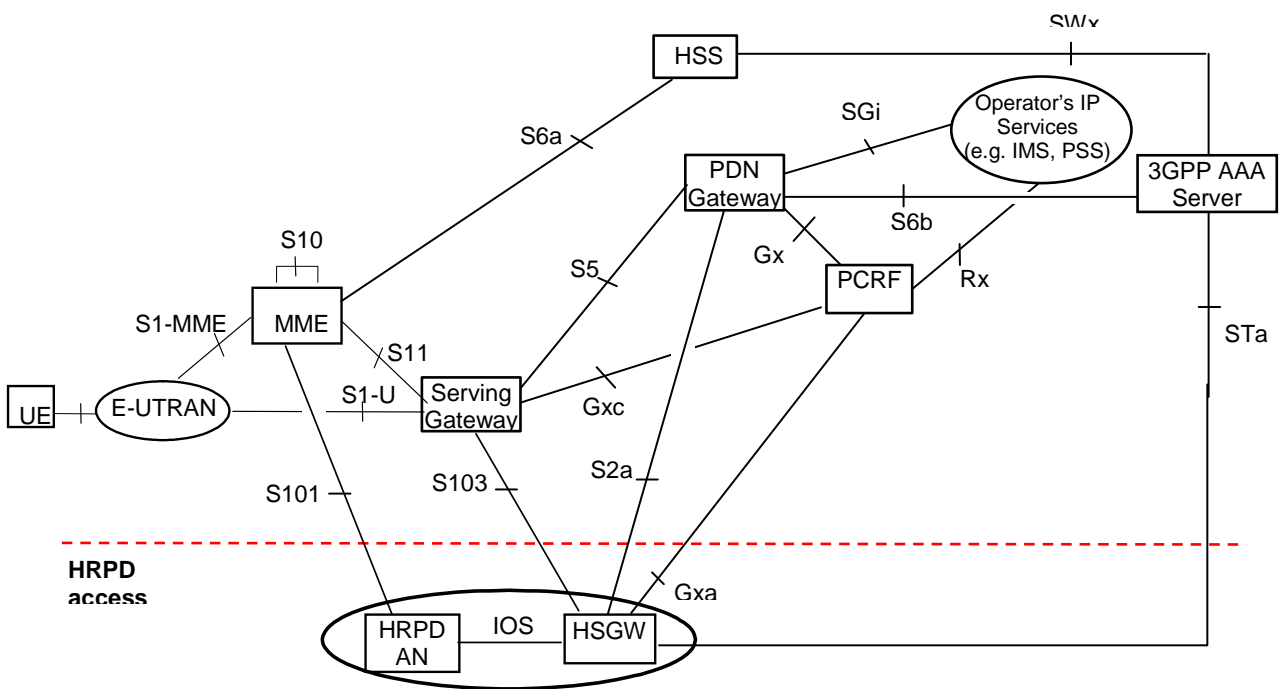 SWx
HSS
Operator's IP
Services
(e.g. IMS, PSS)
SGi
S6a
PDN
Gateway
3GPP AAA
Server
S6b
S10
Gx
S5
PCRF
Rx
S1-MME
MME
STa
S11
S1-U
Serving
Gateway
Gxc
UE
E-UTRAN
S2a
S101
S103
HRPD
access
Gxa
HRPD
AN
IOS
HSGW